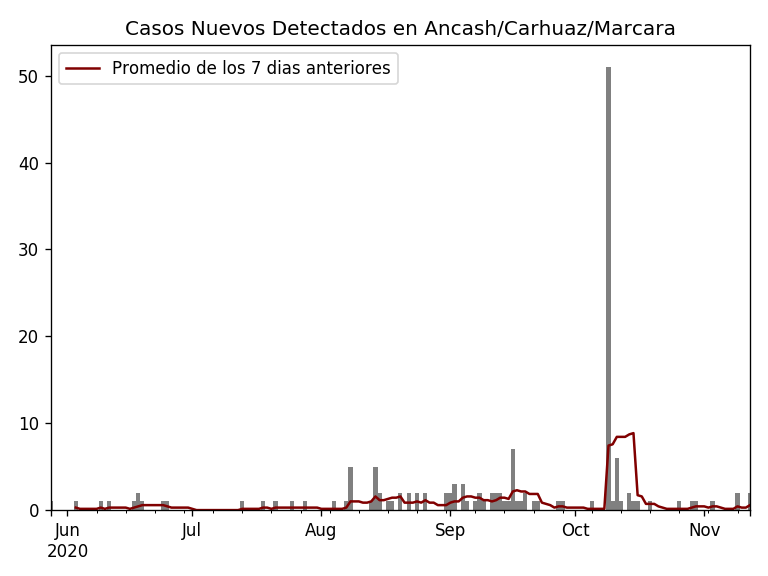 Casos Nuevos Detectados en Ancash/Carhuaz/Marcara
Promedio de los 7 dias anteriores
50
40
30
20
10
0
Jun Jul Aug Sep Oct Nov
2020